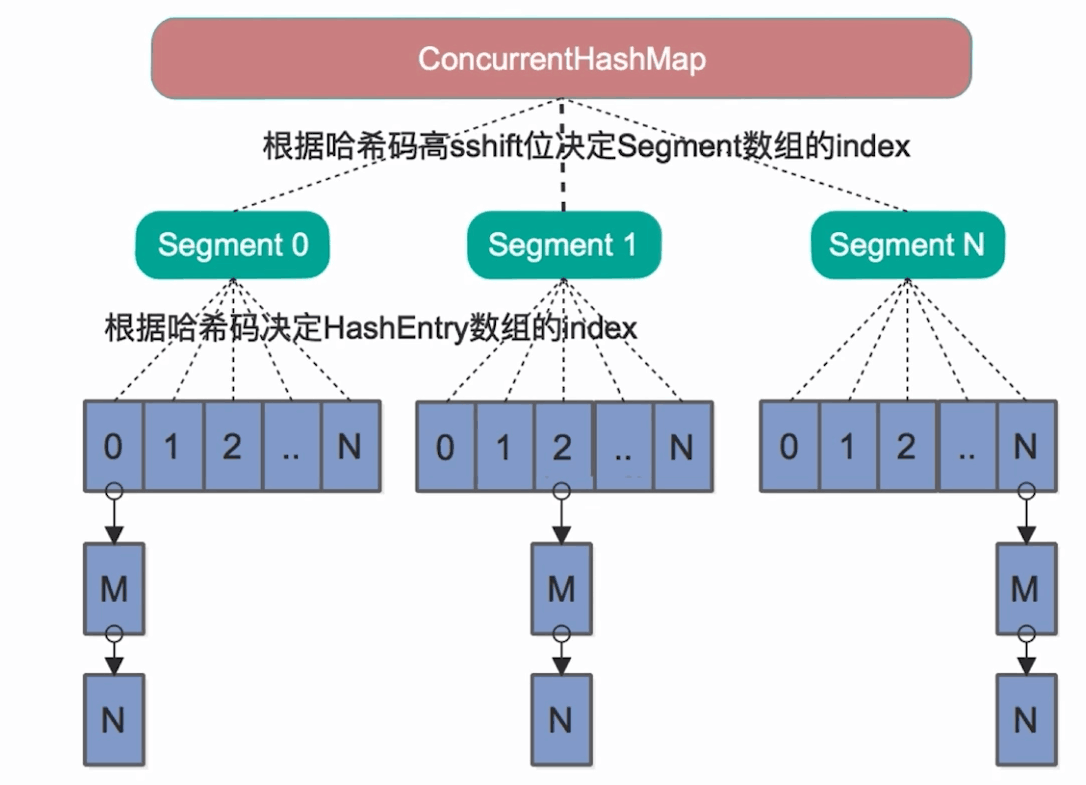 ConcurrentHashMap
根据哈希码高sshift位决定Segment数组的index
Segment 0 Segment 1 Segment N
根据哈希码决定HashEntry数组的index
0 1 2 .. N 0 1 2 .. N 0 1 2 .. N
M M M
N N N